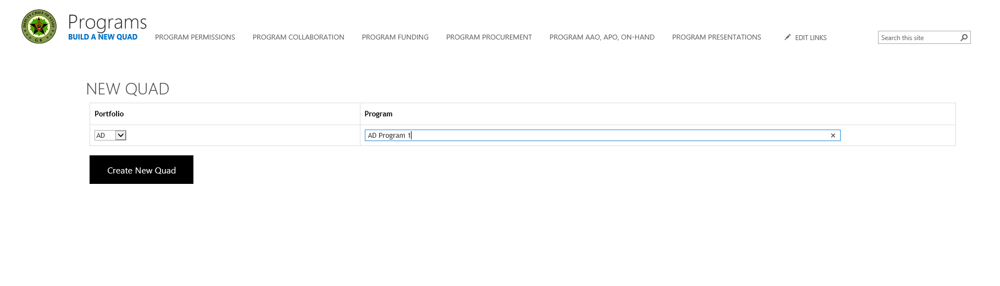 DEPUTY CHIEF OF STAFF
G 8
Programs
BUILD A NEW QUAD
PROGRAM PERMISSIONS
PROGRAM COLLABORATION
PROGRAM FUNDING
PROGRAM PROCUREMENT
PROGRAM AAO, APO, ON-HAND
PROGRAM PRESENTATIONS
EDIT LINKS
Search this site
NEW QUAD
Portfolio
Program
AD
AD Program 1
Create New Quad